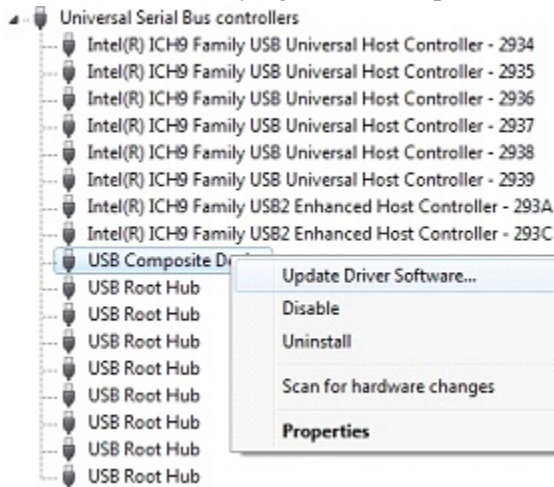 Universal Serial Bus controllers
Intel(R) ICH9 Family USB Universal Host Controller - 2934
Intel(R) ICH9 Family USB Universal Host Controller - 2935
Intel(R) ICH9 Family USB Universal Host Controller - 2936
Intel(R) ICH9 Family USB Universal Host Controller - 2937
Intel(R) ICH9 Family USB Universal Host Controller - 2938
Intel(R) ICH9 Family USB Universal Host Controller - 2939
Intel(R) ICH9 Family USB2 Enhanced Host Controller - 293A
Intel(R) ICH9 Family USB2 Enhanced Host Controller - 293C
USB Composite
USB Root Hub
USB Root Hub
USB Root Hub
USB Root Hub
USB Root Hub
USB Root Hub
USB Root Hub
USB Root Hub
Update Driver Software...
Disable
Uninstall
Scan for hardware changes
Properties